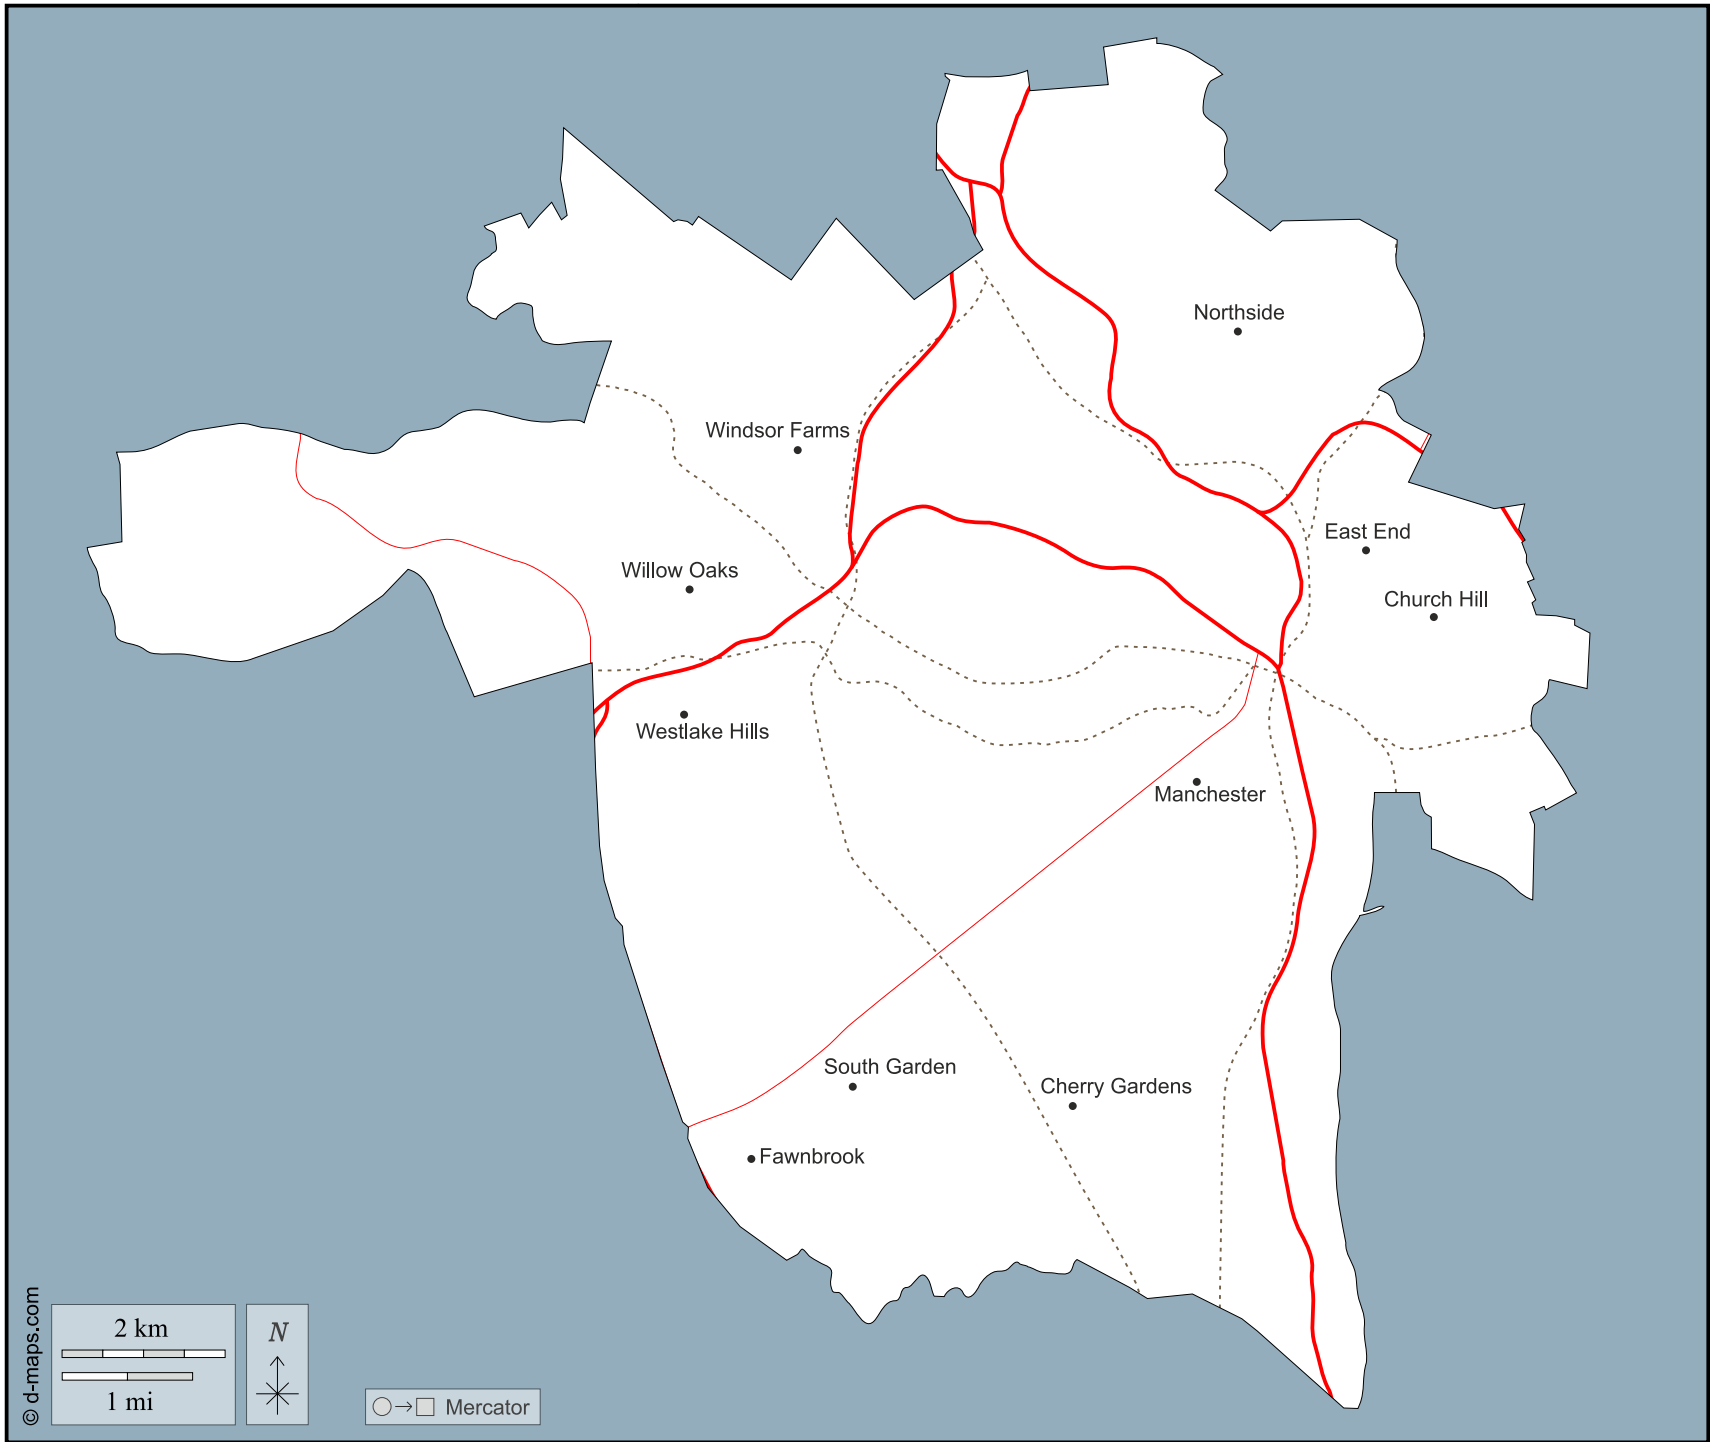 Northside
Windsor Farms
East End
Willow Oaks
Church Hill
Westlake Hills
Manchester
South Garden
Cherry Gardens
Fawnbrook
© d-maps.com
2 km
1 mi
N
Mercator